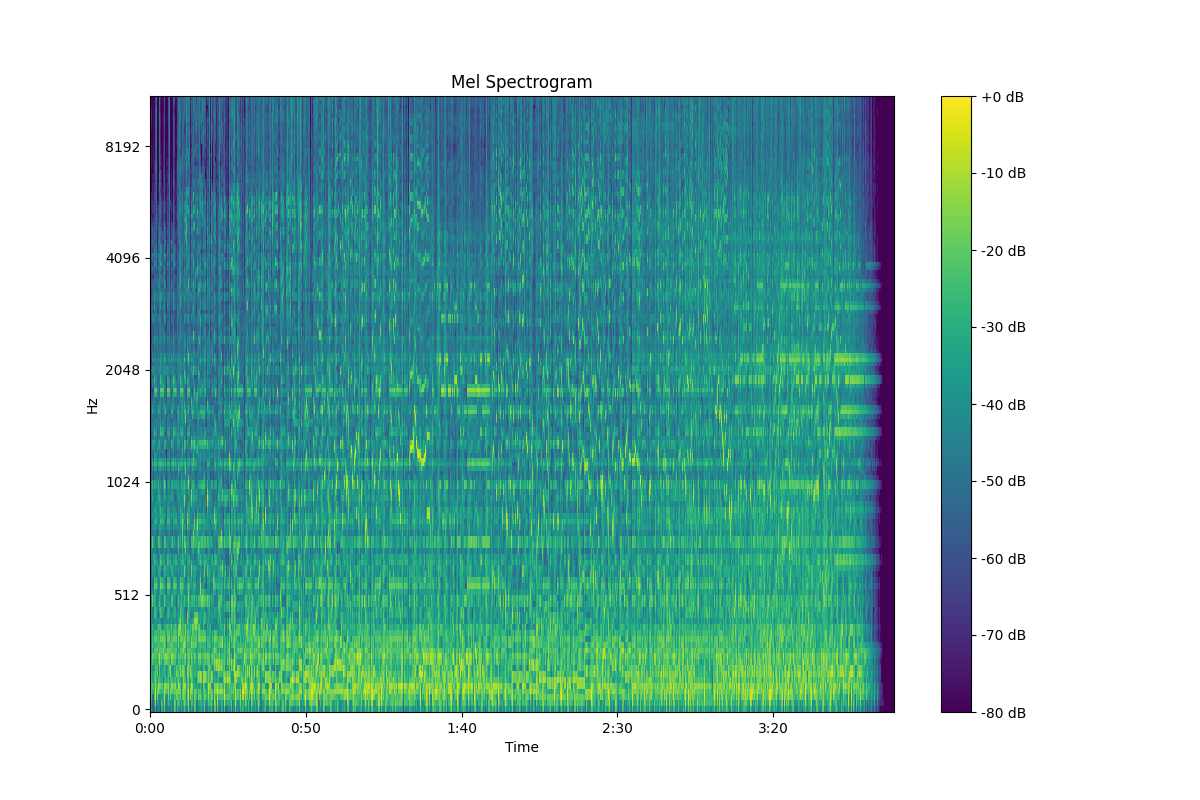 Mel Spectrogram
8192
4096
2048
1024
512
0
Hz
0:00
0:50
1:40
2:30
3:20
Time
+0 dB
-10 dB
-20 dB
-30 dB
-40 dB
-50 dB
-60 dB
-70 dB
-80 dB